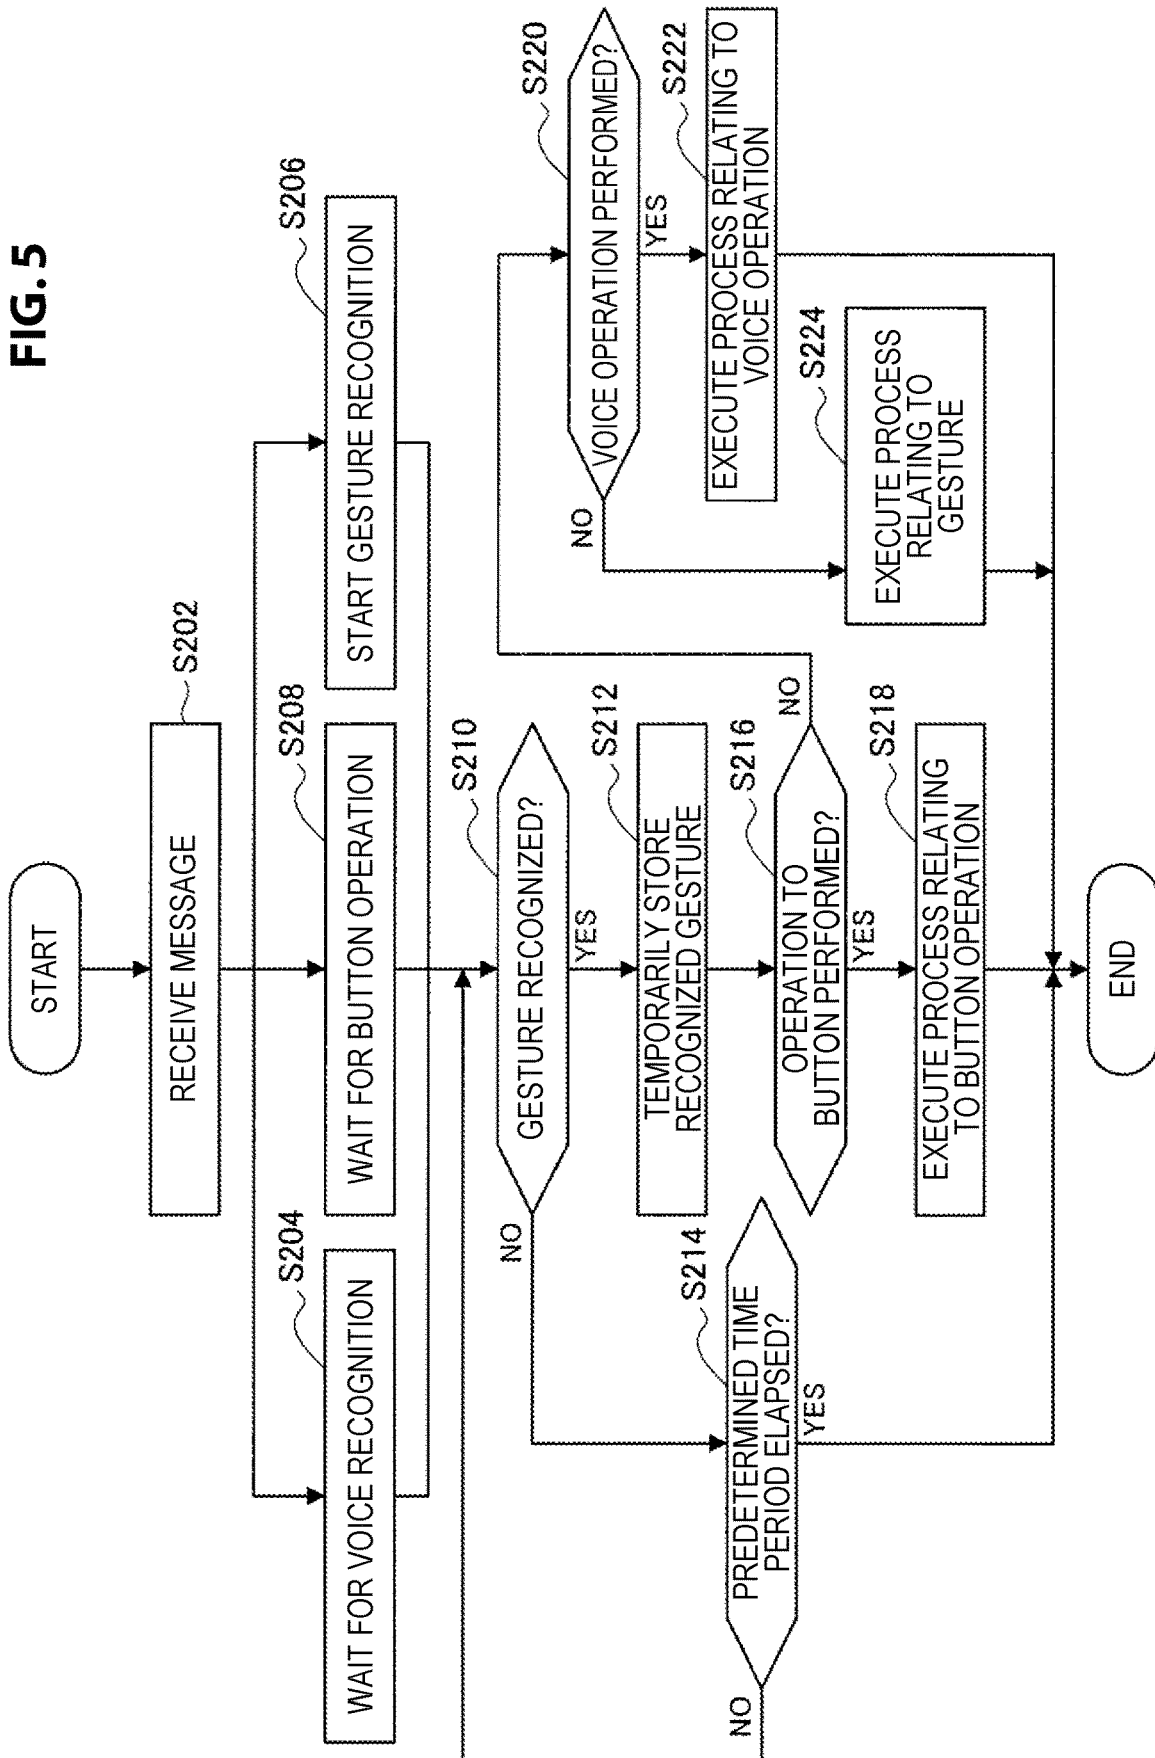 FIG. 5
START
RECEIVE MESSAGE
S202
WAIT FOR VOICE RECOGNITION
S204
WAIT FOR BUTTON OPERATION
S208
START GESTURE RECOGNITION
S206
GESTURE RECOGNIZED?
S210
NO
YES
TEMPORARILY STORE
RECOGNIZED GESTURE
S212
PREDETERMINED TIME
PERIOD ELAPSED?
S214
NO
YES
OPERATION TO
BUTTON PERFORMED?
S216
NO
YES
EXECUTE PROCESS RELATING
TO BUTTON OPERATION
S218
VOICE OPERATION PERFORMED?
S220
NO
YES
EXECUTE PROCESS RELATING TO
VOICE OPERATION
S222
EXECUTE PROCESS
RELATING TO
GESTURE
S224
END